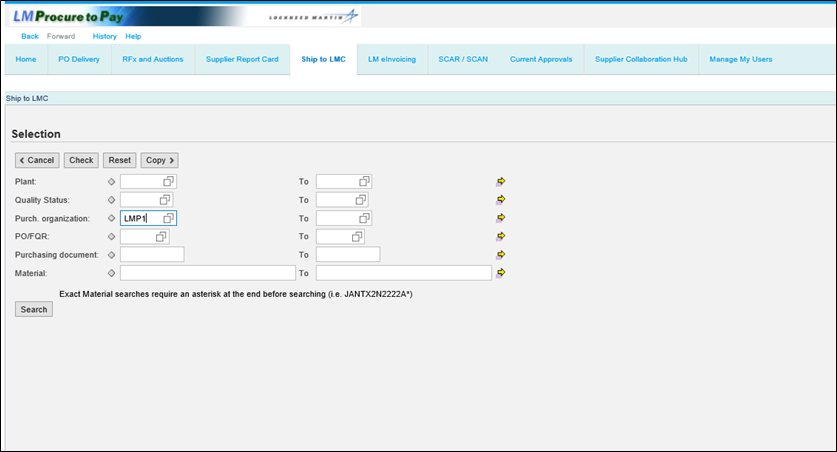 LM Procure to Pay LOCKHEED MARTIN
Back Forward History Help
Home PO Delivery RFx and Auctions Supplier Report Card Ship to LMC LM eInvoicing SCAR / SCAN Current Approvals Supplier Collaboration Hub Manage My Users
Ship to LMC
Selection
Cancel Check Reset Copy
Plant: To
Quality Status: To
Purch. organization: LMP1 To
PO/FQR: To
Purchasing document: To
Material: To
Exact Material searches require an asterisk at the end before searching (i.e. JANTX2N2222A*)
Search